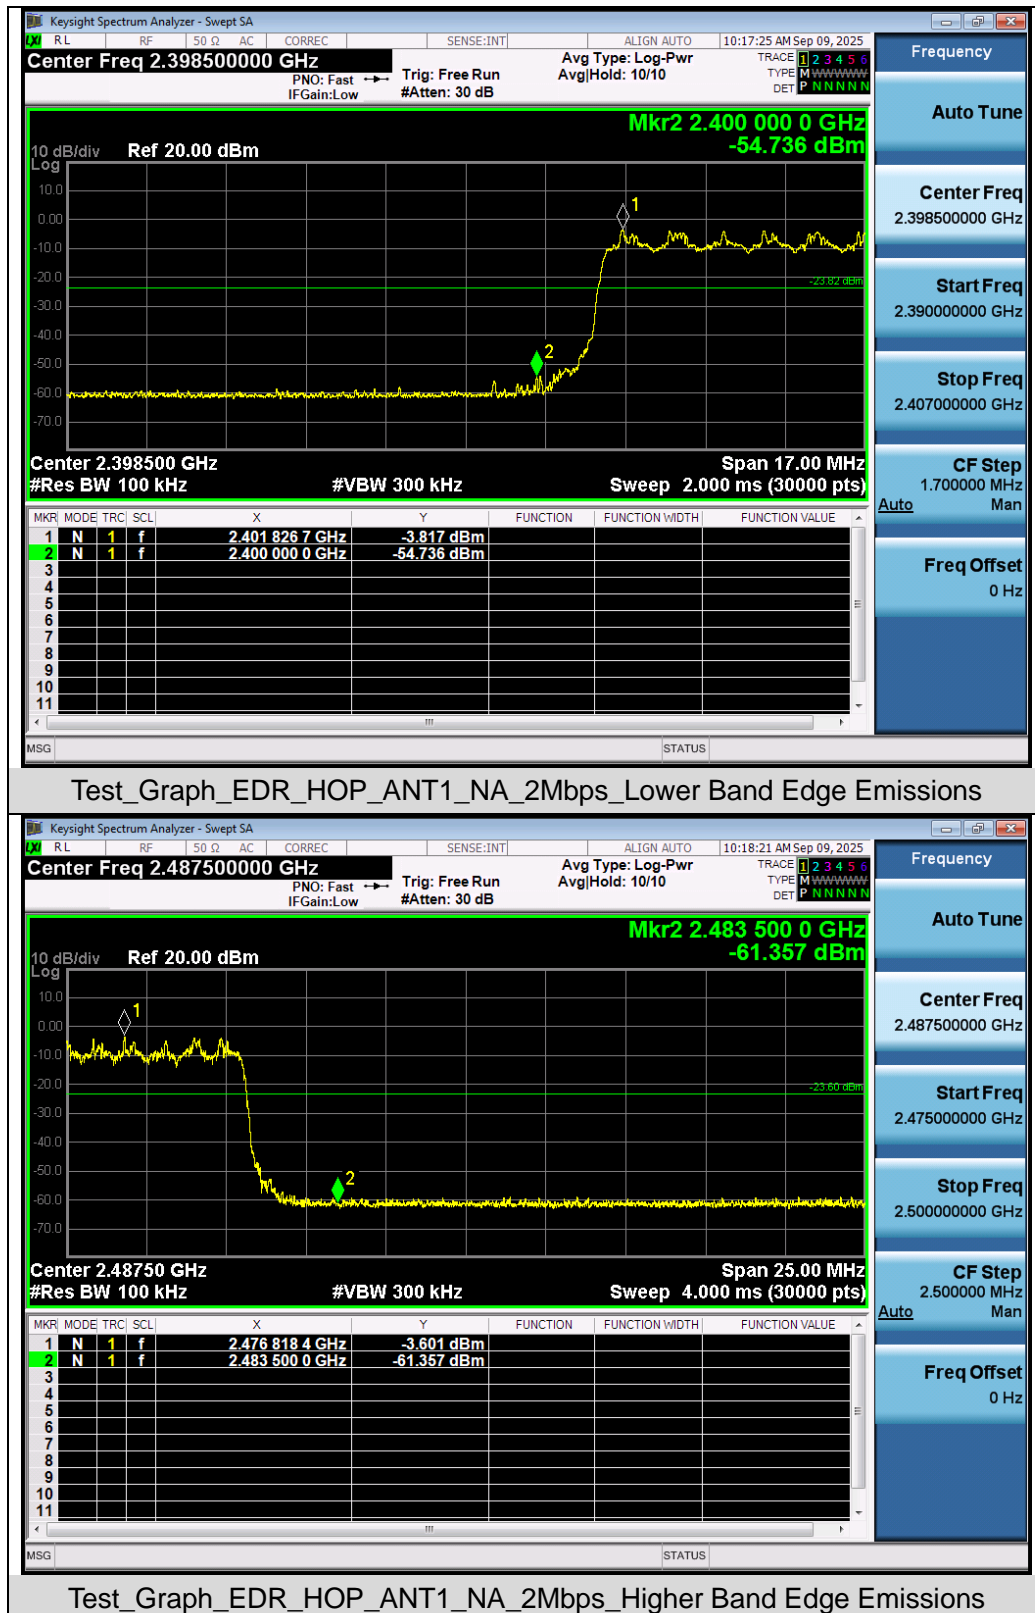 Keysight Spectrum Analyzer - Swept SA
LXI RL RF 50 Ω AC CORREC SENSE:INT ALIGN AUTO 10:17:25 AM Sep 09, 2025
Center Freq 2.398500000 GHz
PNO: Fast
IFGain:Low
Trig: Free Run
#Atten: 30 dB
Avg Type: Log-Pwr
Avg|Hold: 10/10
TRACE 1 2 3 4 5 6
TYPE M WWWWW
DET P N N N N N
Mkr2 2.400 000 0 GHz
-54.736 dBm
10 dB/div Ref 20.00 dBm
Log
10.0
0.00
-10.0
-20.0
-30.0
-40.0
-50.0
-60.0
-70.0
1
2
-23.82 dBm
Center 2.398500 GHz Span 17.00 MHz
#Res BW 100 kHz #VBW 300 kHz Sweep 2.000 ms (30000 pts)
MKR MODE TRC SCL X Y FUNCTION FUNCTION WIDTH FUNCTION VALUE
1 N 1 f 2.401 826 7 GHz -3.817 dBm
2 N 1 f 2.400 000 0 GHz -54.736 dBm
3
4
5
6
7
8
9
10
11
MSG STATUS
Frequency
Auto Tune
Center Freq
2.398500000 GHz
Start Freq
2.390000000 GHz
Stop Freq
2.407000000 GHz
CF Step
1.700000 MHz
Auto Man
Freq Offset
0 Hz
Test_Graph_EDR_HOP_ANT1_NA_2Mbps_Lower Band Edge Emissions
Keysight Spectrum Analyzer - Swept SA
LXI RL RF 50 Ω AC CORREC SENSE:INT ALIGN AUTO 10:18:21 AM Sep 09, 2025
Center Freq 2.487500000 GHz
PNO: Fast
IFGain:Low
Trig: Free Run
#Atten: 30 dB
Avg Type: Log-Pwr
Avg|Hold: 10/10
TRACE 1 2 3 4 5 6
TYPE M WWWWW
DET P N N N N N
Mkr2 2.483 500 0 GHz
-61.357 dBm
10 dB/div Ref 20.00 dBm
Log
10.0
0.00
-10.0
-20.0
-30.0
-40.0
-50.0
-60.0
-70.0
1
2
-23.60 dBm
Center 2.48750 GHz Span 25.00 MHz
#Res BW 100 kHz #VBW 300 kHz Sweep 4.000 ms (30000 pts)
MKR MODE TRC SCL X Y FUNCTION FUNCTION WIDTH FUNCTION VALUE
1 N 1 f 2.476 818 4 GHz -3.601 dBm
2 N 1 f 2.483 500 0 GHz -61.357 dBm
3
4
5
6
7
8
9
10
11
MSG STATUS
Frequency
Auto Tune
Center Freq
2.487500000 GHz
Start Freq
2.475000000 GHz
Stop Freq
2.500000000 GHz
CF Step
2.500000 MHz
Auto Man
Freq Offset
0 Hz
Test_Graph_EDR_HOP_ANT1_NA_2Mbps_Higher Band Edge Emissions